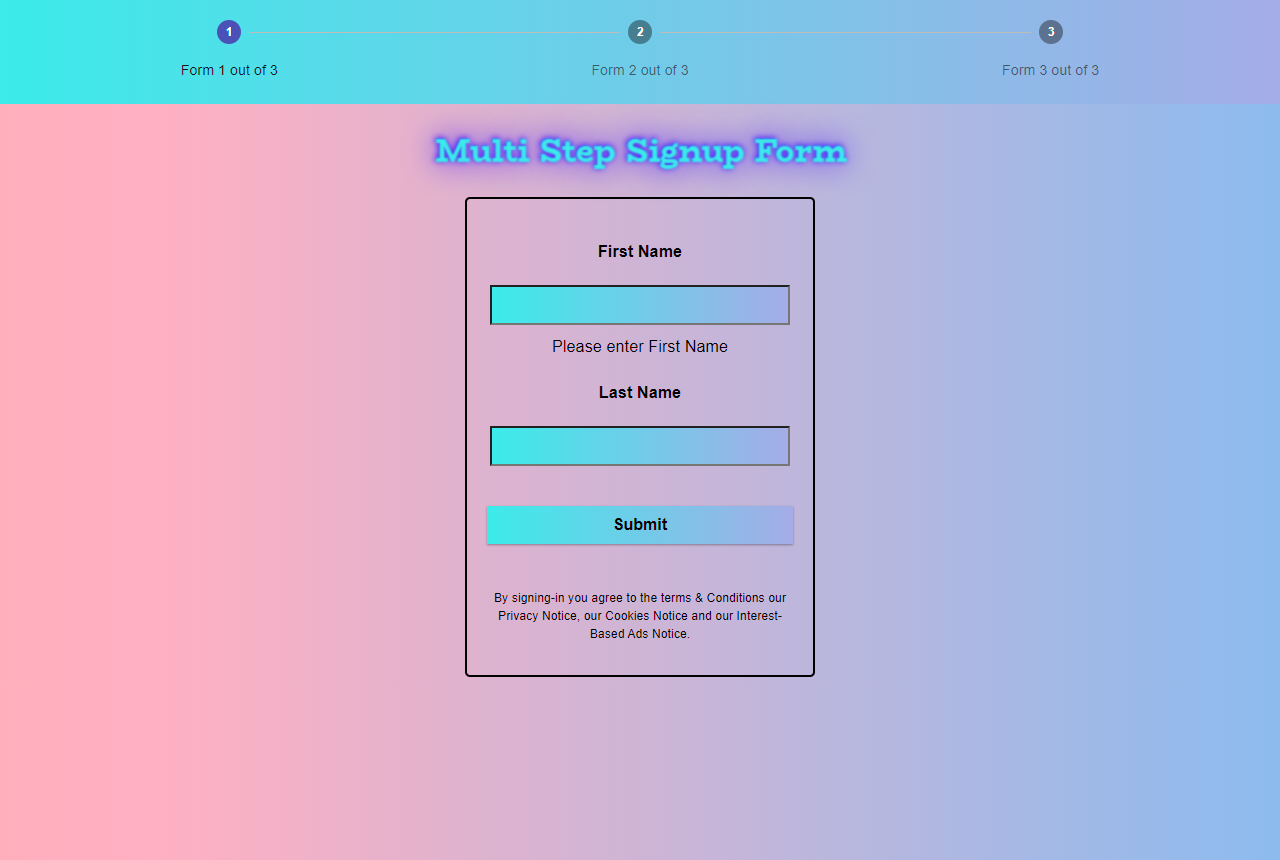 1
2
3
Form 1 out of 3
Form 2 out of 3
Form 3 out of 3
Multi Step Signup Form
First Name
Please enter First Name
Last Name
Submit
By signing-in you agree to the terms & Conditions our
Privacy Notice, our Cookies Notice and our Interest-
Based Ads Notice.